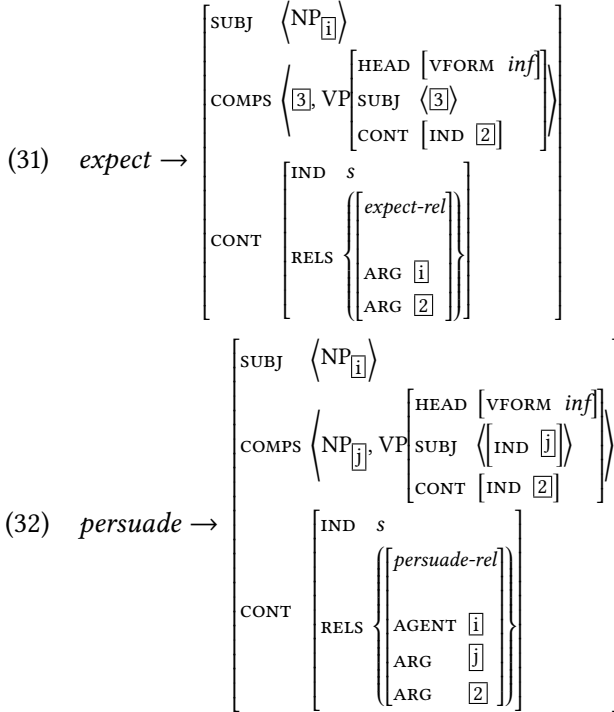 SUBJ ⟨NP[i]⟩
COMPS ⟨[3], VP[HEAD [VFORM inf]
SUBJ ⟨[3]⟩
CONT [IND [2]]]⟩
(31) expect →
[IND s
[expect-rel
CONT
RELS
ARG [i]
ARG [2]
SUBJ ⟨NP[i]⟩
COMPS ⟨NP[j], VP[HEAD [VFORM inf]
SUBJ ⟨[IND [j]]⟩
CONT [IND [2]]]⟩
(32) persuade →
[IND s
[persuade-rel
CONT
RELS
AGENT [i]
ARG [j]
ARG [2]